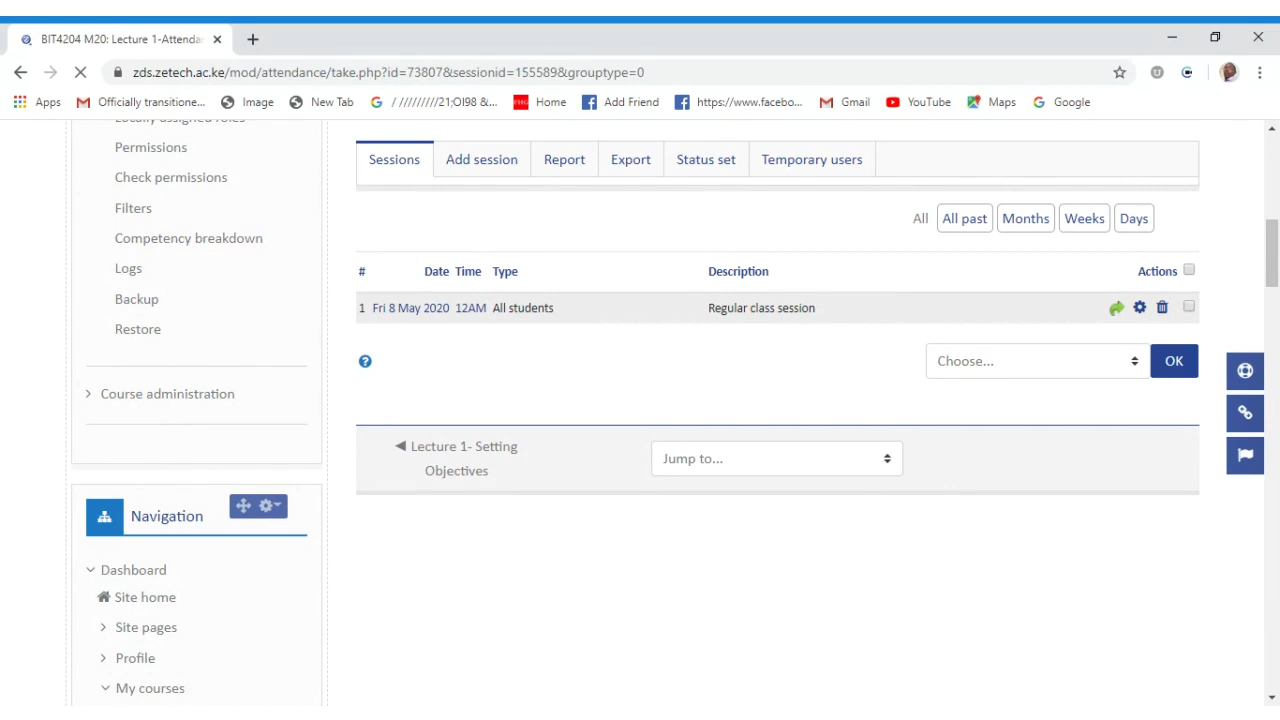 BIT4204 M20: Lecture 1-Attenda
zds.zetech.ac.ke/mod/attendance/take.php?id=73807&sessionid=155589&grouptype=0
Apps Officially transitione... Image New Tab / /////////21;OI98 &... Home Add Friend https://www.facebo... Gmail YouTube Maps Google
Locally assigned roles
Permissions
Check permissions
Filters
Competency breakdown
Logs
Backup
Restore
Course administration
Navigation
Dashboard
Site home
Site pages
Profile
My courses
Sessions Add session Report Export Status set Temporary users
All All past Months Weeks Days
# Date Time Type Description Actions
1 Fri 8 May 2020 12AM All students Regular class session
Choose... OK
◄ Lecture 1- Setting
Objectives
Jump to...